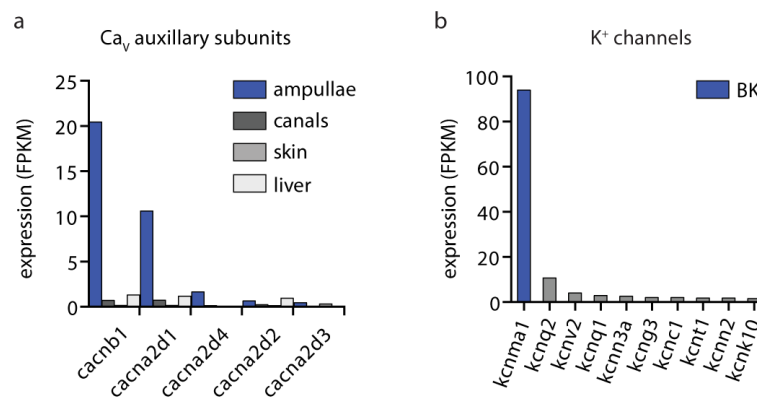 a
Ca_V auxillary subunits
expression (FPKM)
25
20
15
10
5
0
ampullae
canals
skin
liver
cacnb1
cacna2d1
cacna2d4
cacna2d2
cacna2d3
b
K⁺ channels
expression (FPKM)
100
80
60
40
20
0
BK
kcnma1
kcnq2
kcnv2
kcnq1
kcnn3a
kcng3
kcnc1
kcnt1
kcnn2
kcnk10